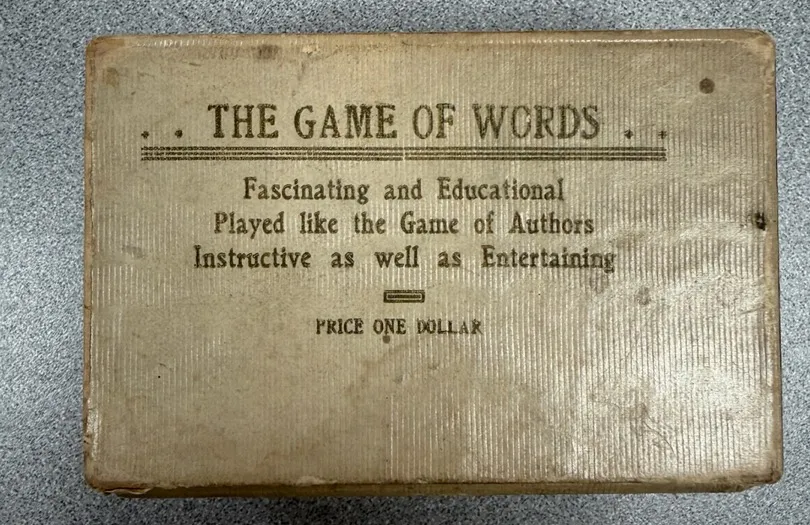 . . THE GAME OF WORDS . .
Fascinating and Educational
Played like the Game of Authors
Instructive as well as Entertaining
PRICE ONE DOLLAR